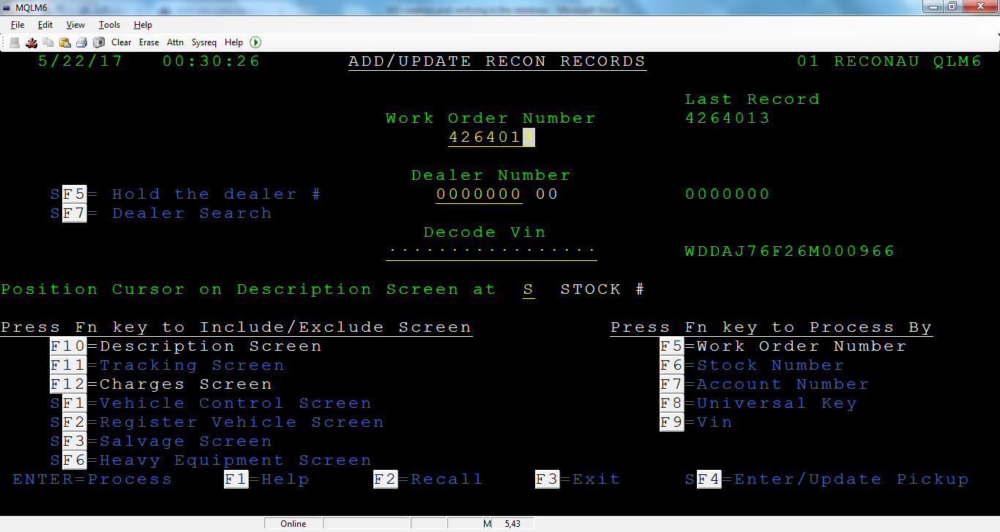 MQLM6
File Edit View Tools Help
Clear Erase Attn Sysreq Help
5/22/17 00:30:26 ADD/UPDATE RECON RECORDS 01 RECONAU QLM6
Last Record
Work Order Number 4264013
4264013
Dealer Number
SF5= Hold the dealer # 0000000 00 0000000
SF7= Dealer Search
Decode Vin
................. WDDAJ76F26M000966
Position Cursor on Description Screen at S STOCK #
Press Fn key to Include/Exclude Screen Press Fn key to Process By
F10=Description Screen F5=Work Order Number
F11=Tracking Screen F6=Stock Number
F12=Charges Screen F7=Account Number
SF1=Vehicle Control Screen F8=Universal Key
SF2=Register Vehicle Screen F9=Vin
SF3=Salvage Screen
SF6=Heavy Equipment Screen
ENTER=Process F1=Help F2=Recall F3=Exit SF4=Enter/Update Pickup
Online M 5,43